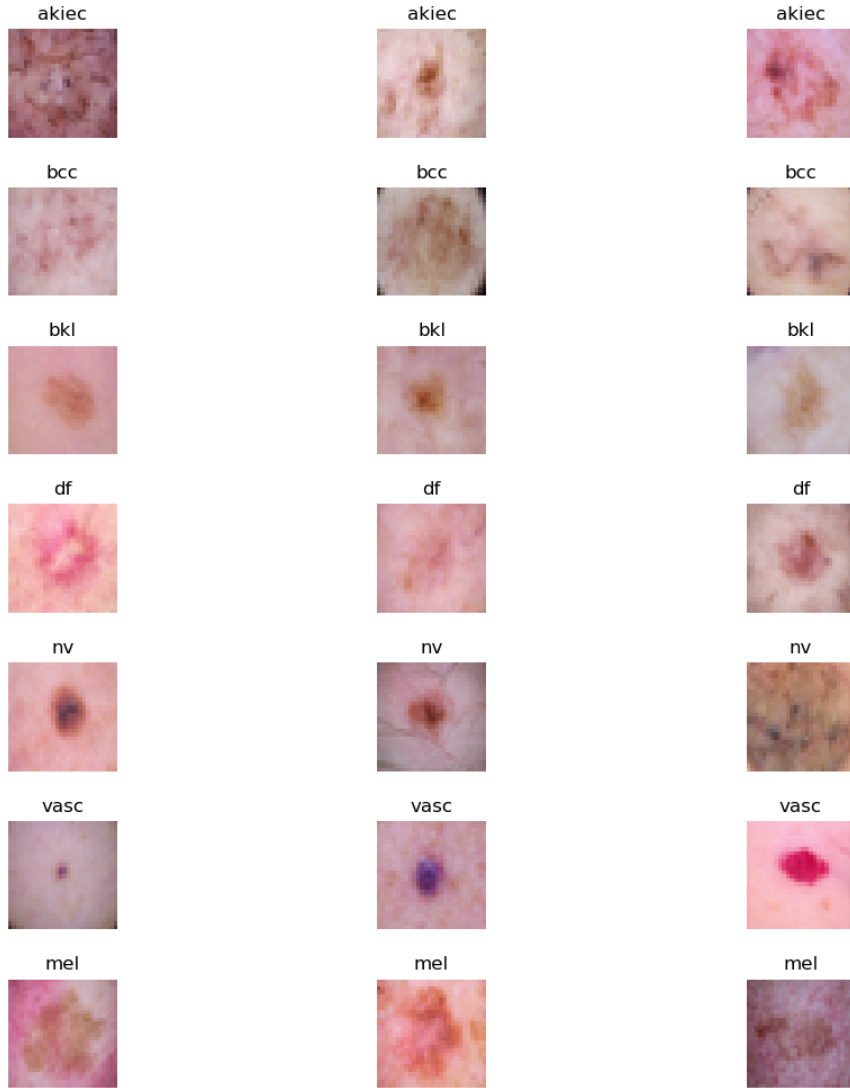 akiec akiec akiec
bcc bcc bcc
bkl bkl bkl
df df df
nv nv nv
vasc vasc vasc
mel mel mel